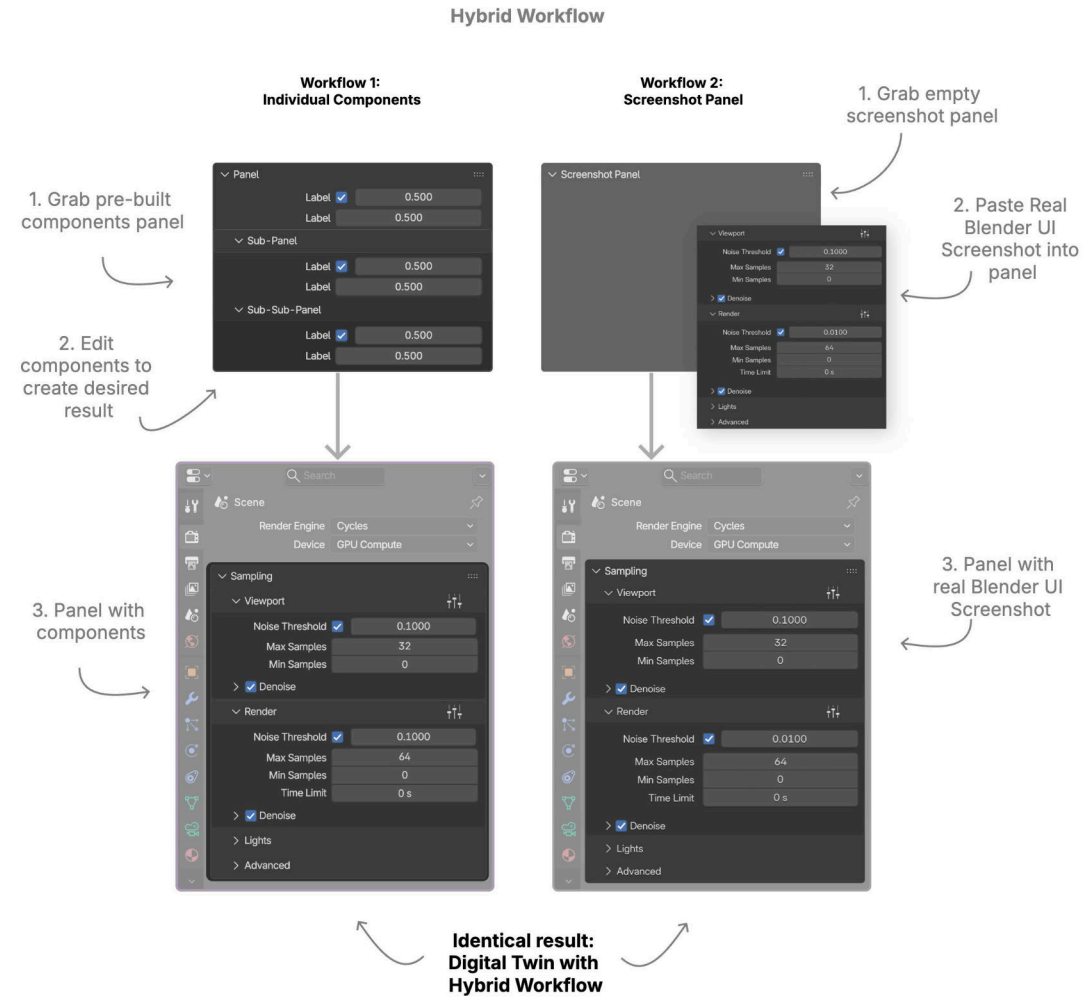 Hybrid Workflow
Workflow 1:
Individual Components
Workflow 2:
Screenshot Panel
1. Grab empty
screenshot panel
1. Grab pre-built
components panel
2. Edit
components to
create desired
result
Panel
Label 0.500
Label 0.500
Sub-Panel
Label 0.500
Label 0.500
Sub-Sub-Panel
Label 0.500
Label 0.500
Screenshot Panel
2. Paste Real
Blender UI
Screenshot into
panel
Viewport
Noise Threshold 0.1000
Max Samples 32
Min Samples 0
Denoise
Render
Noise Threshold 0.0100
Max Samples 64
Min Samples 0
Time Limit 0 s
Denoise
Lights
Advanced
3. Panel with
components
Search
Scene
Render Engine Cycles
Device GPU Compute
Sampling
Viewport
Noise Threshold 0.1000
Max Samples 32
Min Samples 0
Denoise
Render
Noise Threshold 0.1000
Max Samples 64
Min Samples 0
Time Limit 0 s
Denoise
Lights
Advanced
Search
Scene
Render Engine Cycles
Device GPU Compute
Sampling
Viewport
Noise Threshold 0.1000
Max Samples 32
Min Samples 0
Denoise
Render
Noise Threshold 0.0100
Max Samples 64
Min Samples 0
Time Limit 0 s
Denoise
Lights
Advanced
3. Panel with
real Blender UI
Screenshot
Identical result:
Digital Twin with
Hybrid Workflow